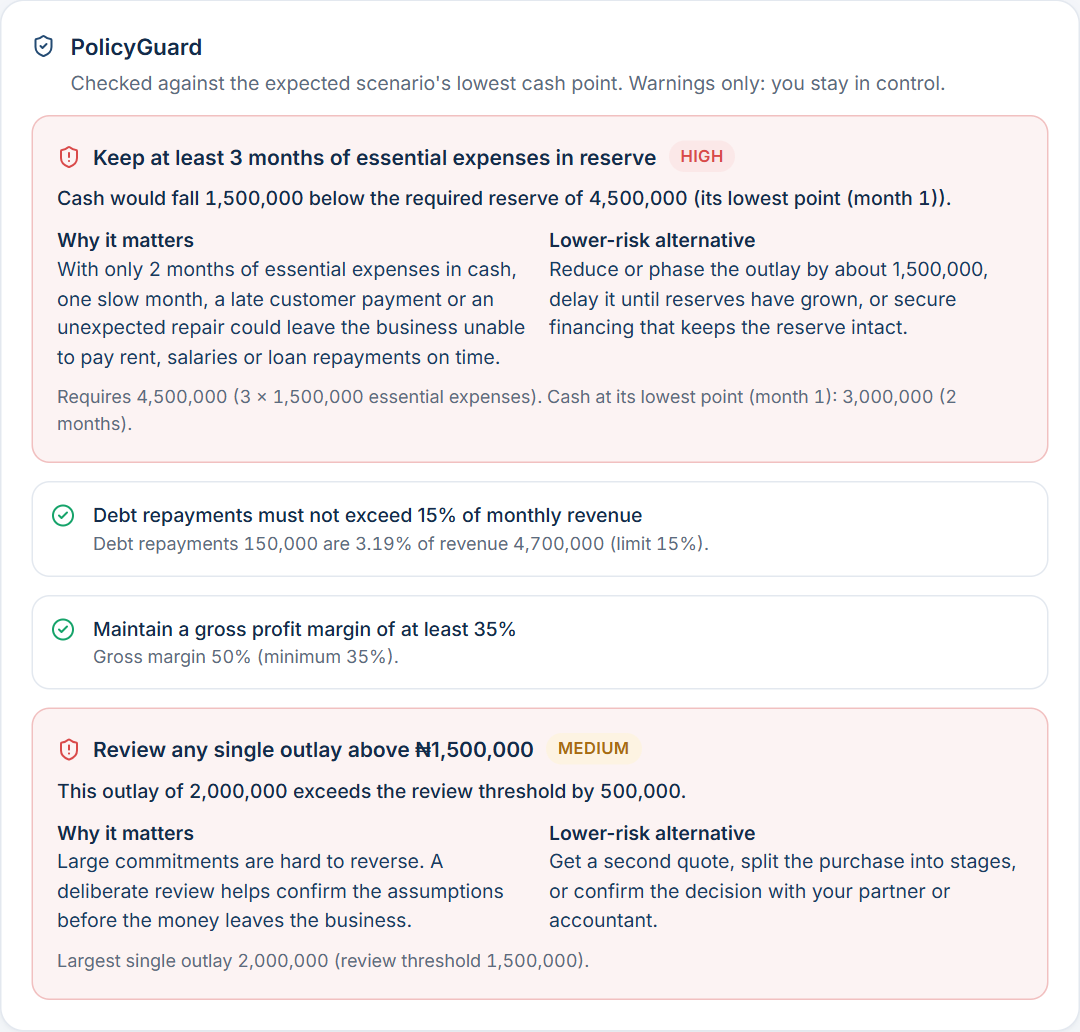 PolicyGuard
Checked against the expected scenario's lowest cash point. Warnings only: you stay in control.
Keep at least 3 months of essential expenses in reserve HIGH
Cash would fall 1,500,000 below the required reserve of 4,500,000 (its lowest point (month 1)).
Why it matters
With only 2 months of essential expenses in cash,
one slow month, a late customer payment or an
unexpected repair could leave the business unable
to pay rent, salaries or loan repayments on time.
Lower-risk alternative
Reduce or phase the outlay by about 1,500,000,
delay it until reserves have grown, or secure
financing that keeps the reserve intact.
Requires 4,500,000 (3 × 1,500,000 essential expenses). Cash at its lowest point (month 1): 3,000,000 (2
months).
Debt repayments must not exceed 15% of monthly revenue
Debt repayments 150,000 are 3.19% of revenue 4,700,000 (limit 15%).
Maintain a gross profit margin of at least 35%
Gross margin 50% (minimum 35%).
Review any single outlay above ₦1,500,000 MEDIUM
This outlay of 2,000,000 exceeds the review threshold by 500,000.
Why it matters
Large commitments are hard to reverse. A
deliberate review helps confirm the assumptions
before the money leaves the business.
Lower-risk alternative
Get a second quote, split the purchase into stages,
or confirm the decision with your partner or
accountant.
Largest single outlay 2,000,000 (review threshold 1,500,000).